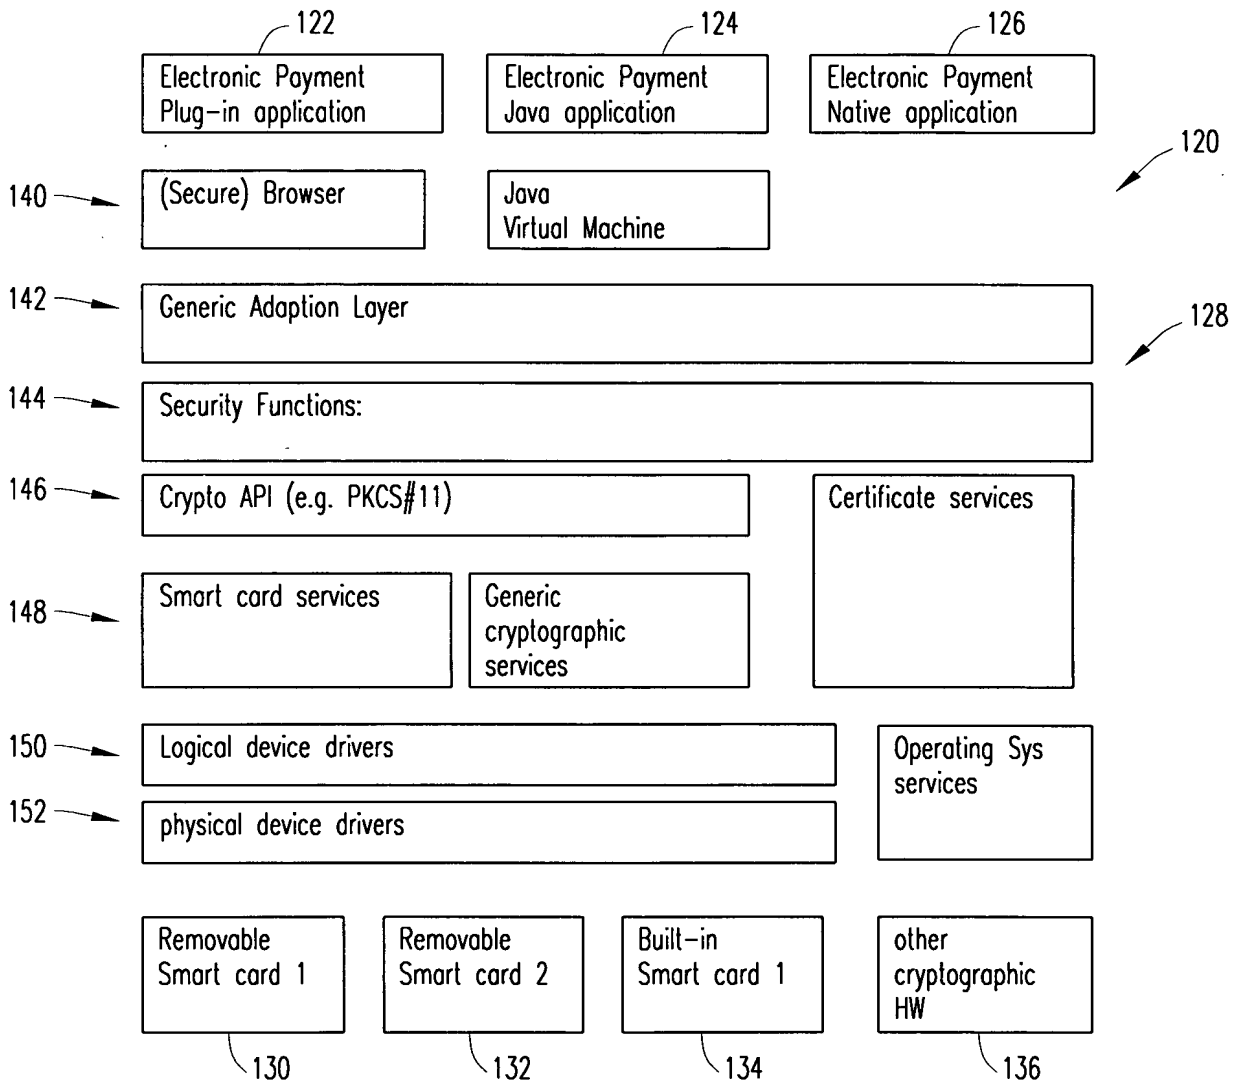 122
124
126
Electronic Payment
Plug-in application
Electronic Payment
Java application
Electronic Payment
Native application
120
140
(Secure) Browser
Java
Virtual Machine
142
Generic Adaption Layer
128
144
Security Functions:
146
Crypto API (e.g. PKCS#11)
Certificate services
148
Smart card services
Generic
cryptographic
services
150
Logical device drivers
Operating Sys
services
152
physical device drivers
Removable
Smart card 1
Removable
Smart card 2
Built-in
Smart card 1
other
cryptographic
HW
130
132
134
136